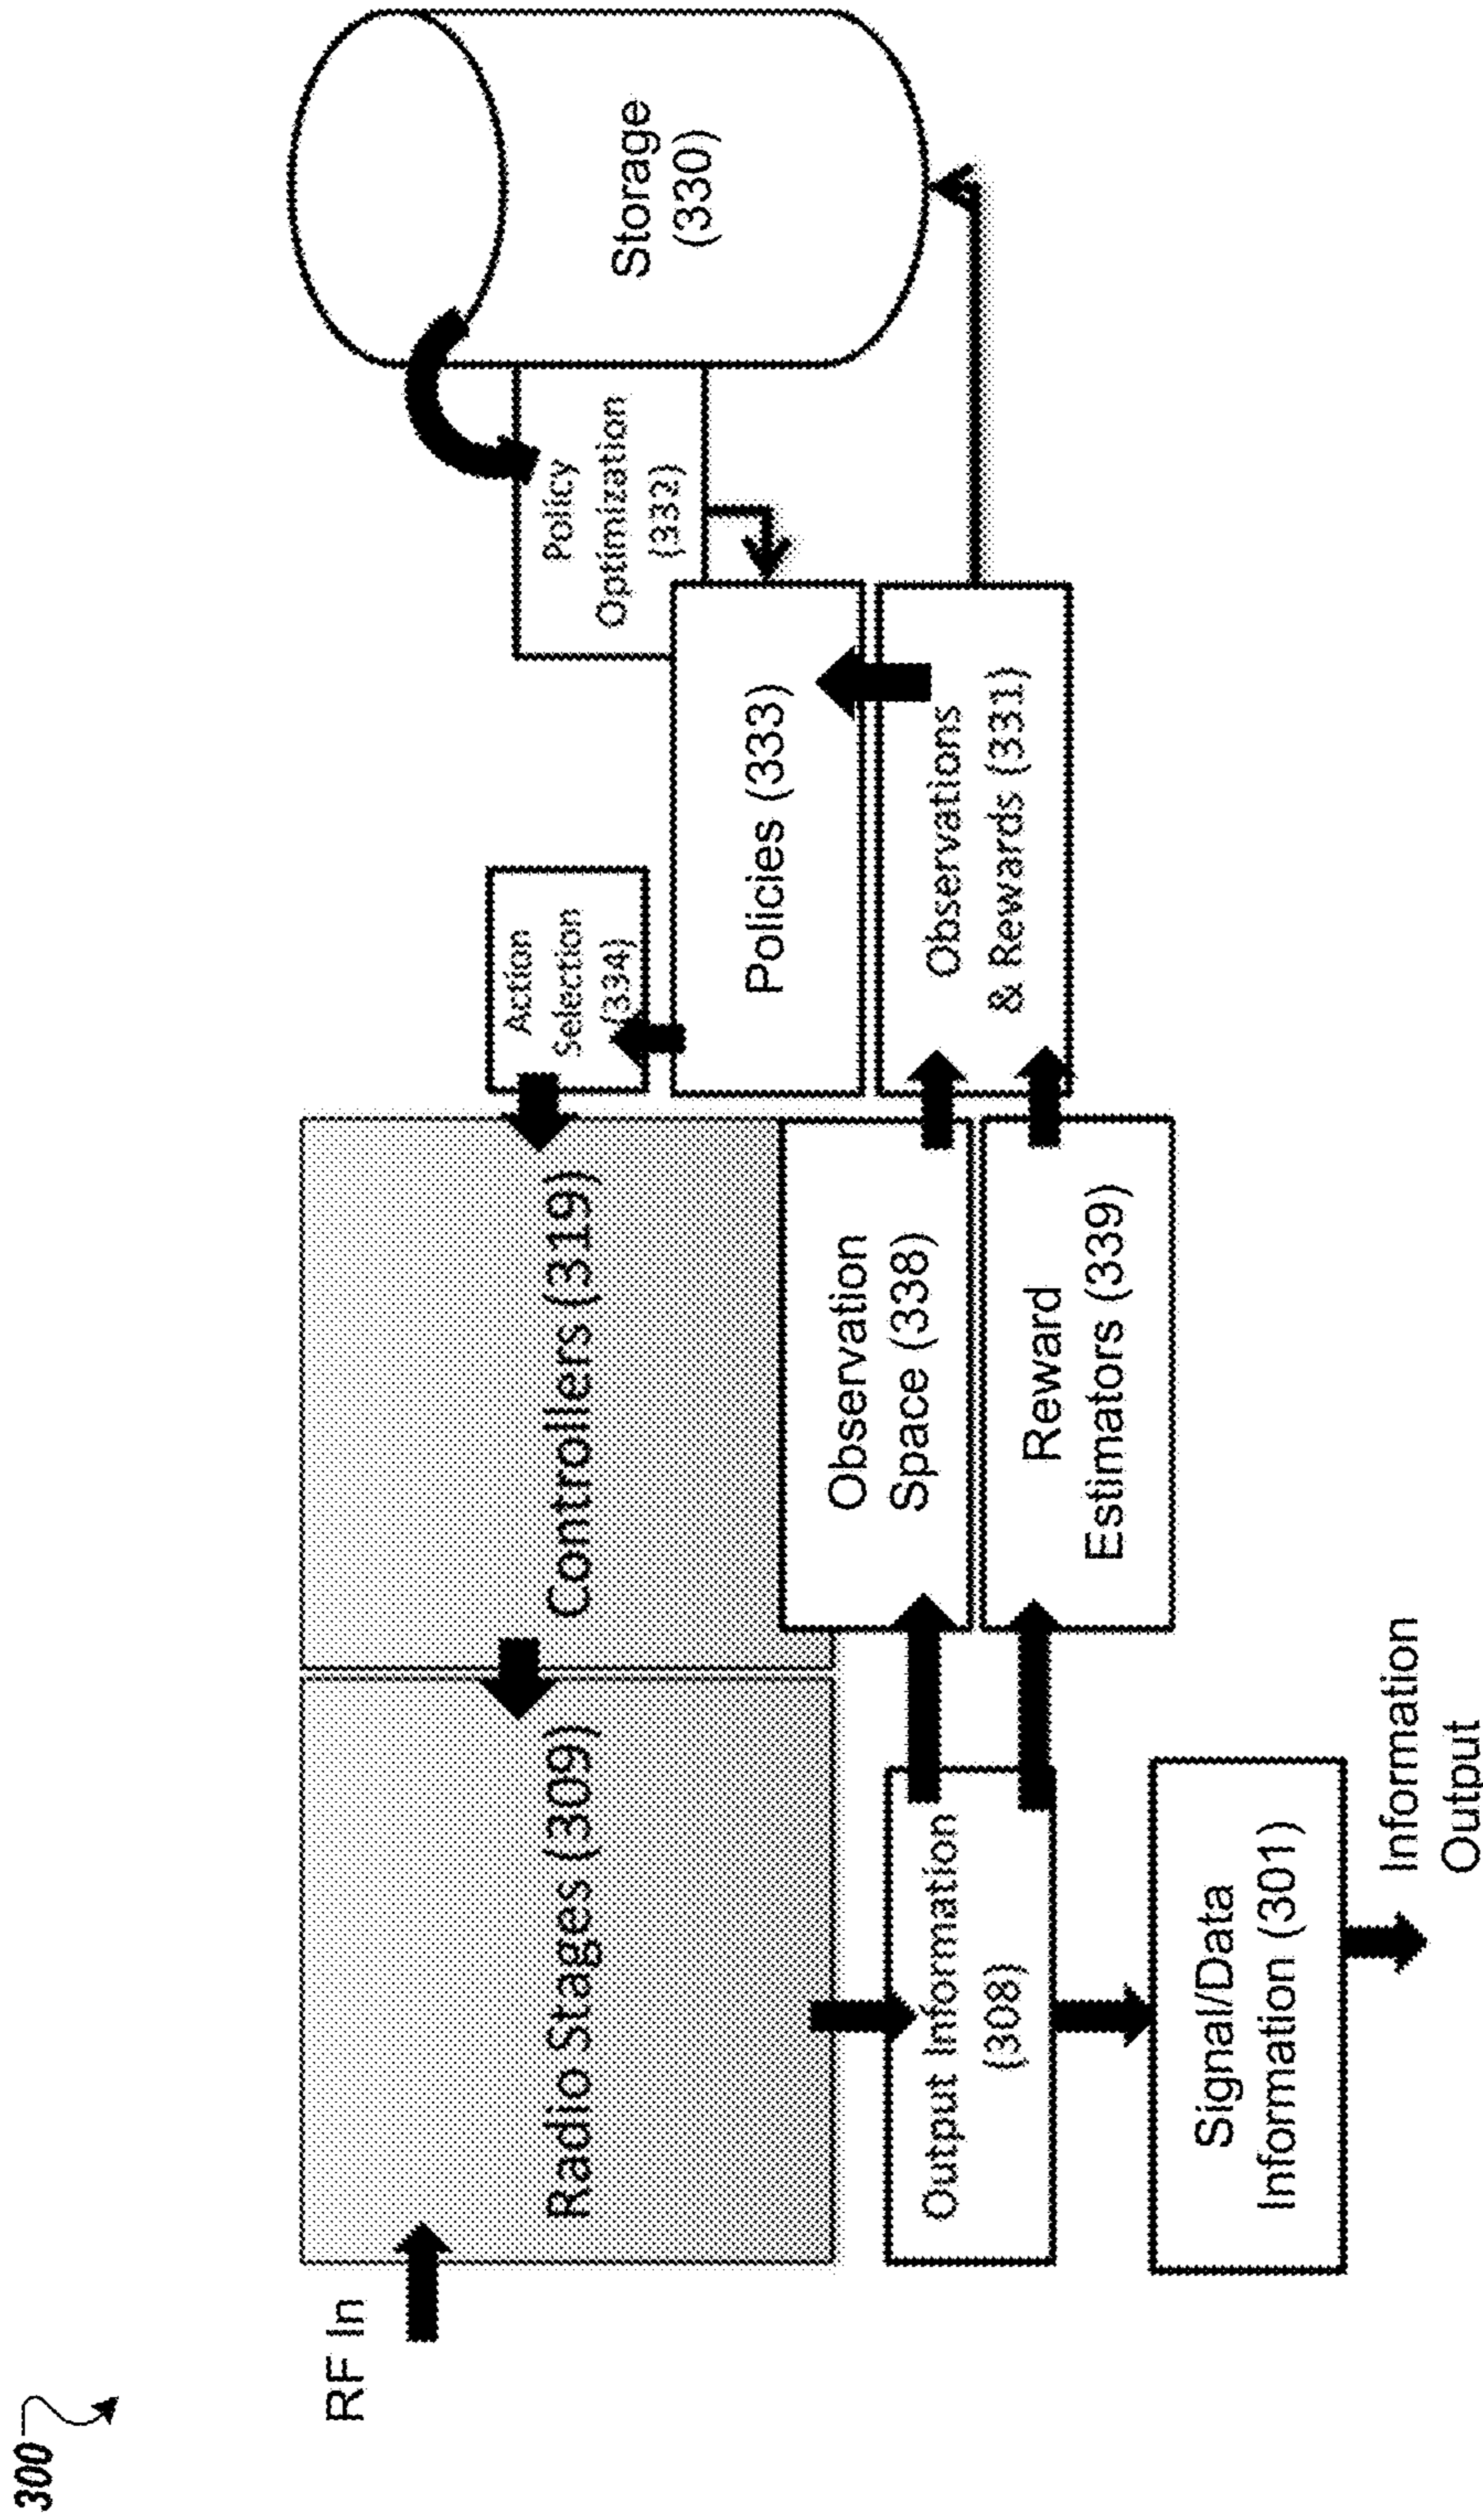 300
RF In
Radio Stages (309)
Controllers (319)
Action
Selection
(334)
Policy
Optimization
(332)
Storage
(330)
Policies (333)
Observations
& Rewards (331)
Observation
Space (338)
Reward
Estimators (339)
Output Information
(308)
Signal/Data
Information (301)
Information
Output